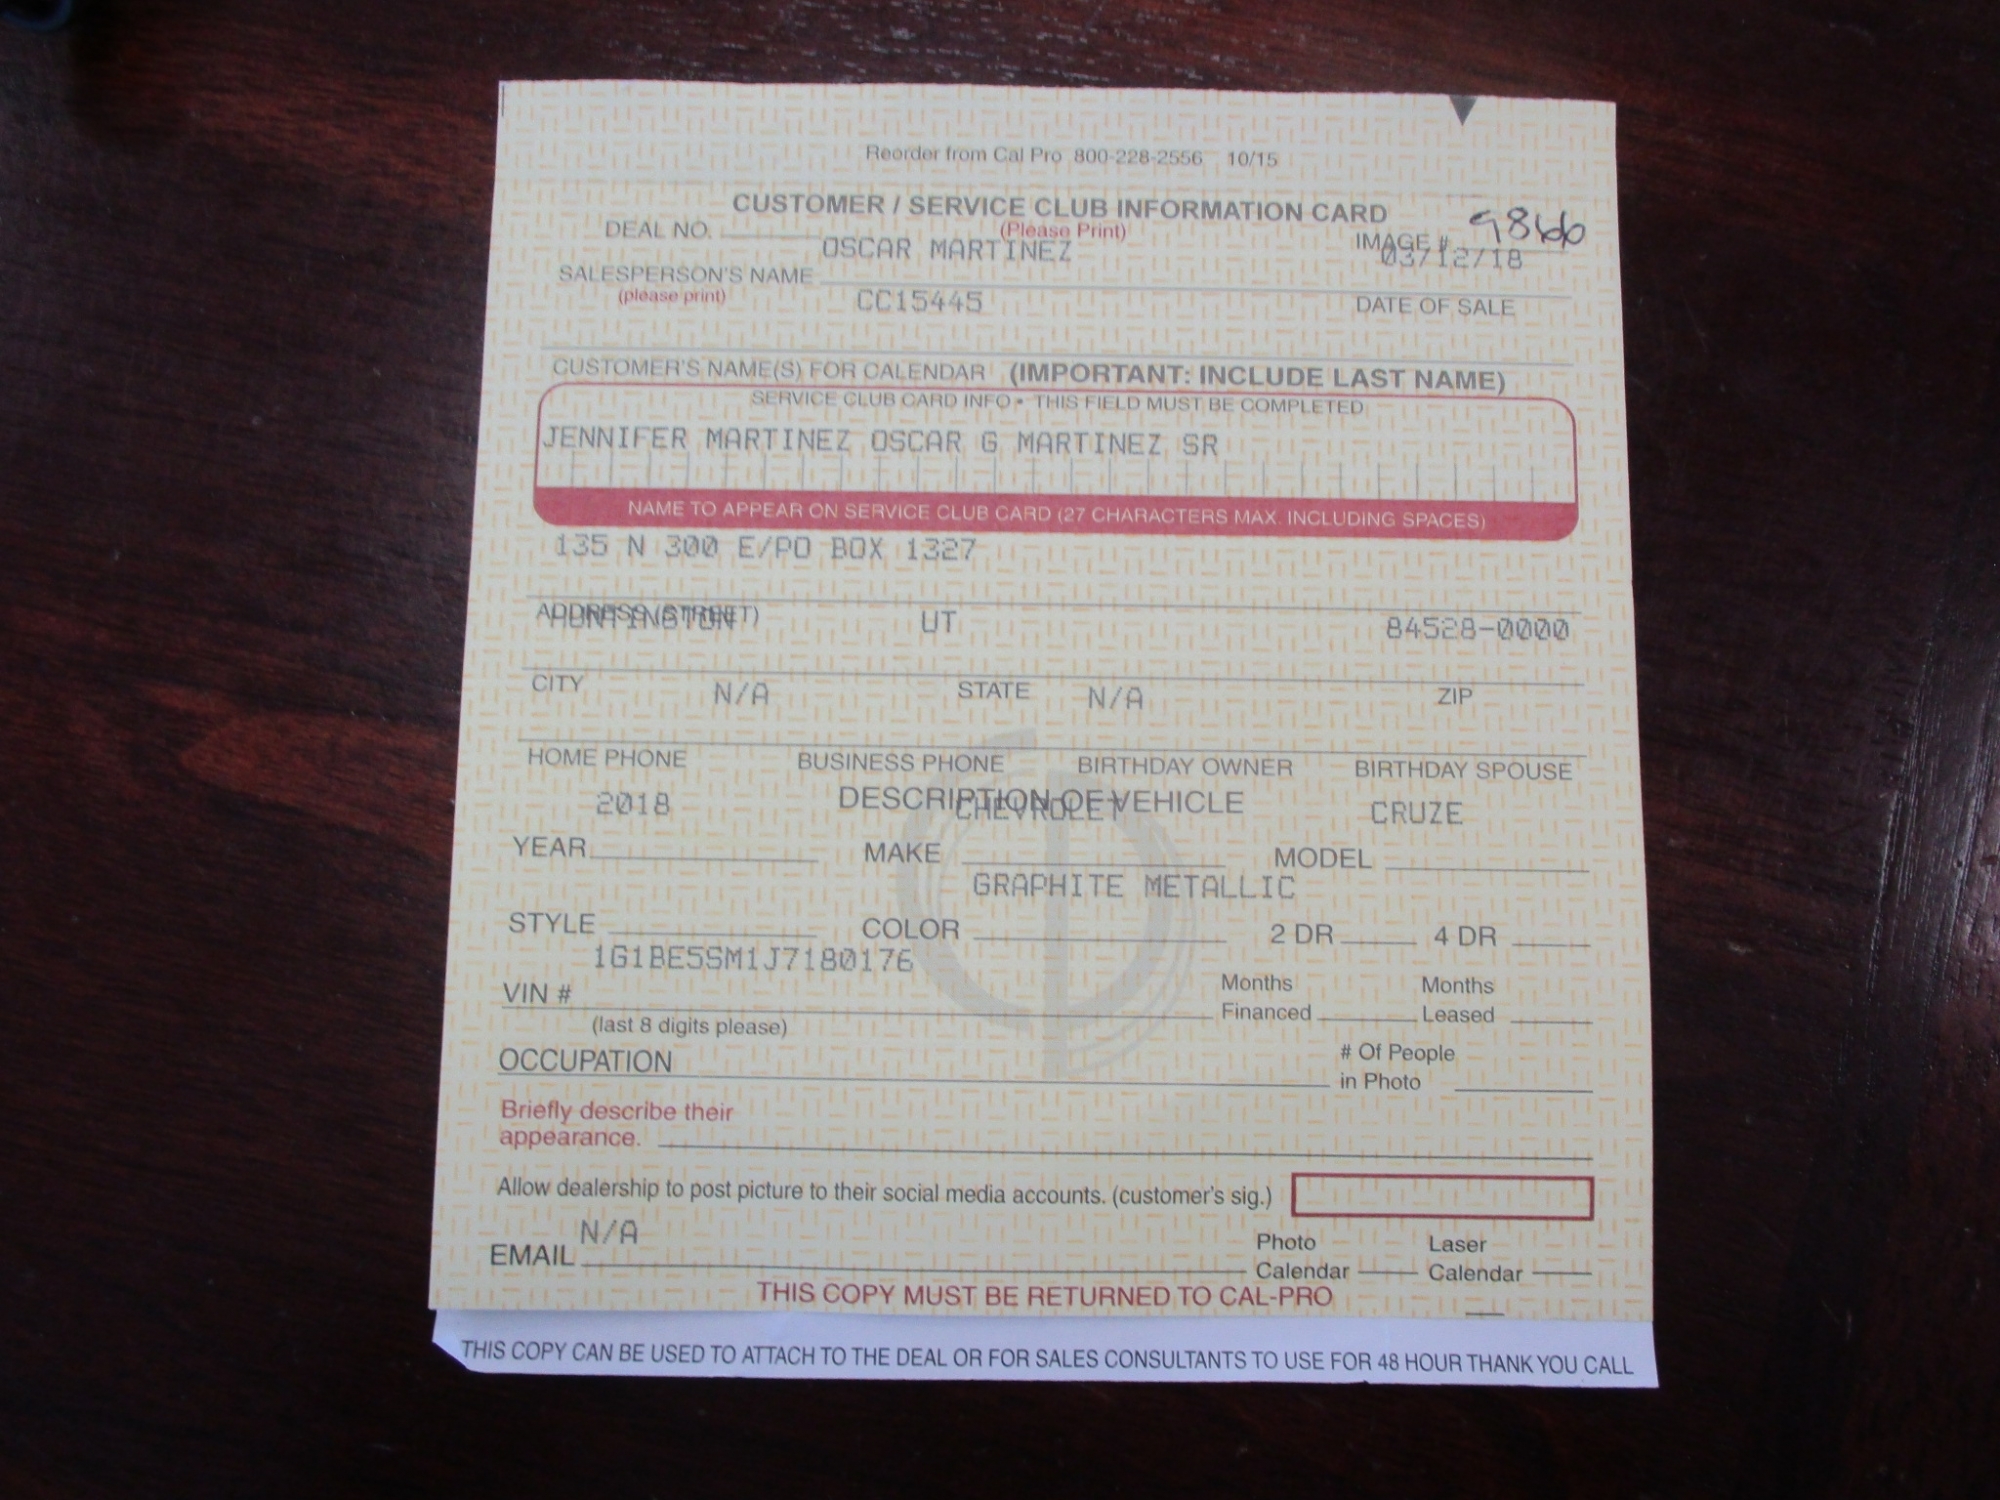 Reorder from Cal Pro 800-228-2556 10/15
CUSTOMER / SERVICE CLUB INFORMATION CARD
DEAL NO. (Please Print) IMAGE # 9866
OSCAR MARTINEZ 03/12/18
SALESPERSON'S NAME
(please print) CC15445 DATE OF SALE
CUSTOMER'S NAME(S) FOR CALENDAR (IMPORTANT: INCLUDE LAST NAME)
SERVICE CLUB CARD INFO • THIS FIELD MUST BE COMPLETED
JENNIFER MARTINEZ OSCAR G MARTINEZ SR
NAME TO APPEAR ON SERVICE CLUB CARD (27 CHARACTERS MAX. INCLUDING SPACES)
135 N 300 E/PO BOX 1327
ADDRESS (STREET)
HUNTINGTON UT 84528-0000
CITY STATE ZIP
N/A N/A
HOME PHONE BUSINESS PHONE BIRTHDAY OWNER BIRTHDAY SPOUSE
DESCRIPTION OF VEHICLE
2018 CHEVROLET CRUZE
YEAR MAKE MODEL
GRAPHITE METALLIC
STYLE COLOR 2 DR 4 DR
1G1BE5SM1J7180176
VIN # Months Financed Months Leased
(last 8 digits please)
OCCUPATION # Of People in Photo
Briefly describe their
appearance.
Allow dealership to post picture to their social media accounts. (customer's sig.)
N/A
EMAIL Photo Calendar Laser Calendar
THIS COPY MUST BE RETURNED TO CAL-PRO
THIS COPY CAN BE USED TO ATTACH TO THE DEAL OR FOR SALES CONSULTANTS TO USE FOR 48 HOUR THANK YOU CALL